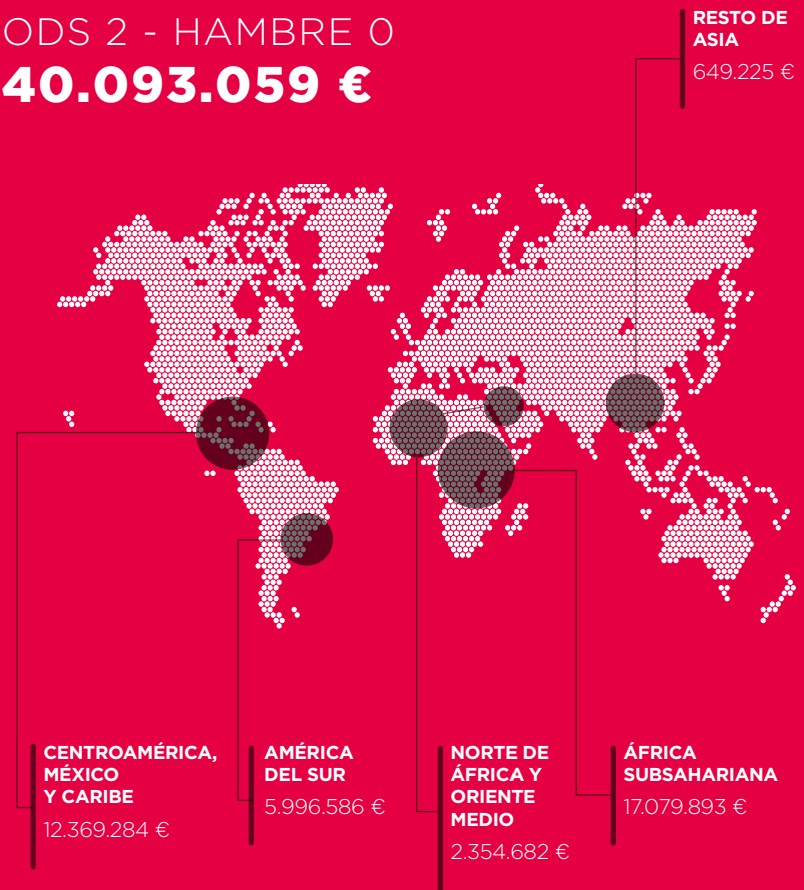 ODS 2 - HAMBRE 0
40.093.059 €
RESTO DE
ASIA
649.225 €
CENTROAMÉRICA,
MÉXICO
Y CARIBE
12.369.284 €
AMÉRICA
DEL SUR
5.996.586 €
NORTE DE
ÁFRICA Y
ORIENTE
MEDIO
2.354.682 €
ÁFRICA
SUBSAHARIANA
17.079.893 €